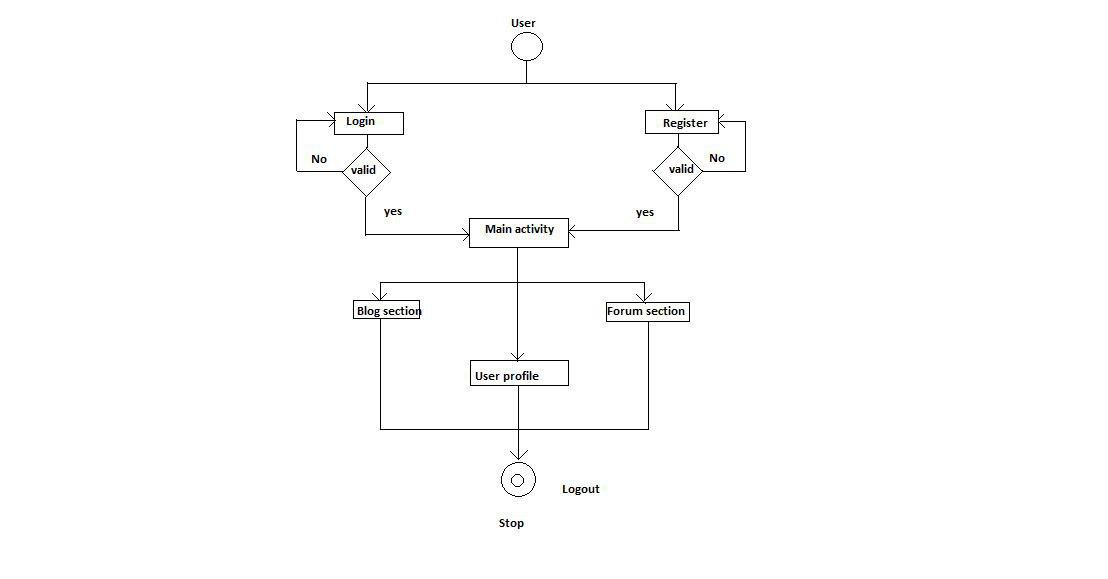 User
Login
Register
No
valid
valid
No
yes
yes
Main activity
Blog section
Forum section
User profile
Logout
Stop